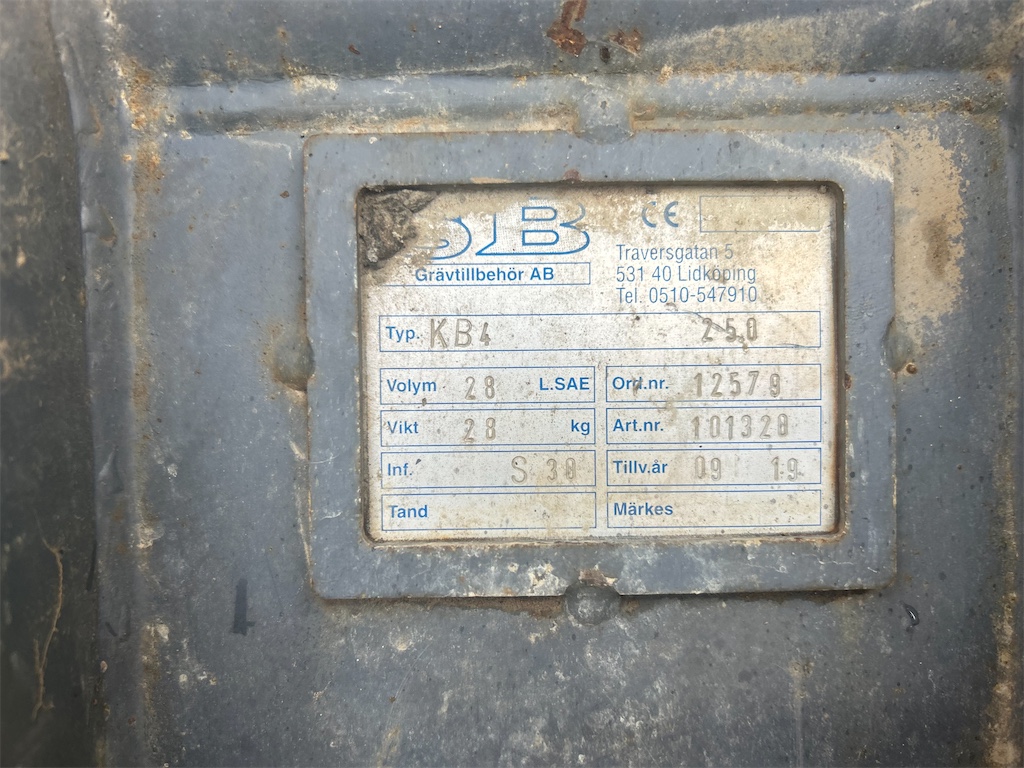 SJB
Grävtillbehör AB
CE
Traversgatan 5
531 40 Lidköping
Tel. 0510-547910
Typ. KB4 250
Volym 28 L.SAE
Ord.nr. 12579
Vikt 28 kg
Art.nr. 101320
Inf. S 30
Tillv.år 09 19
Tand
Märkes